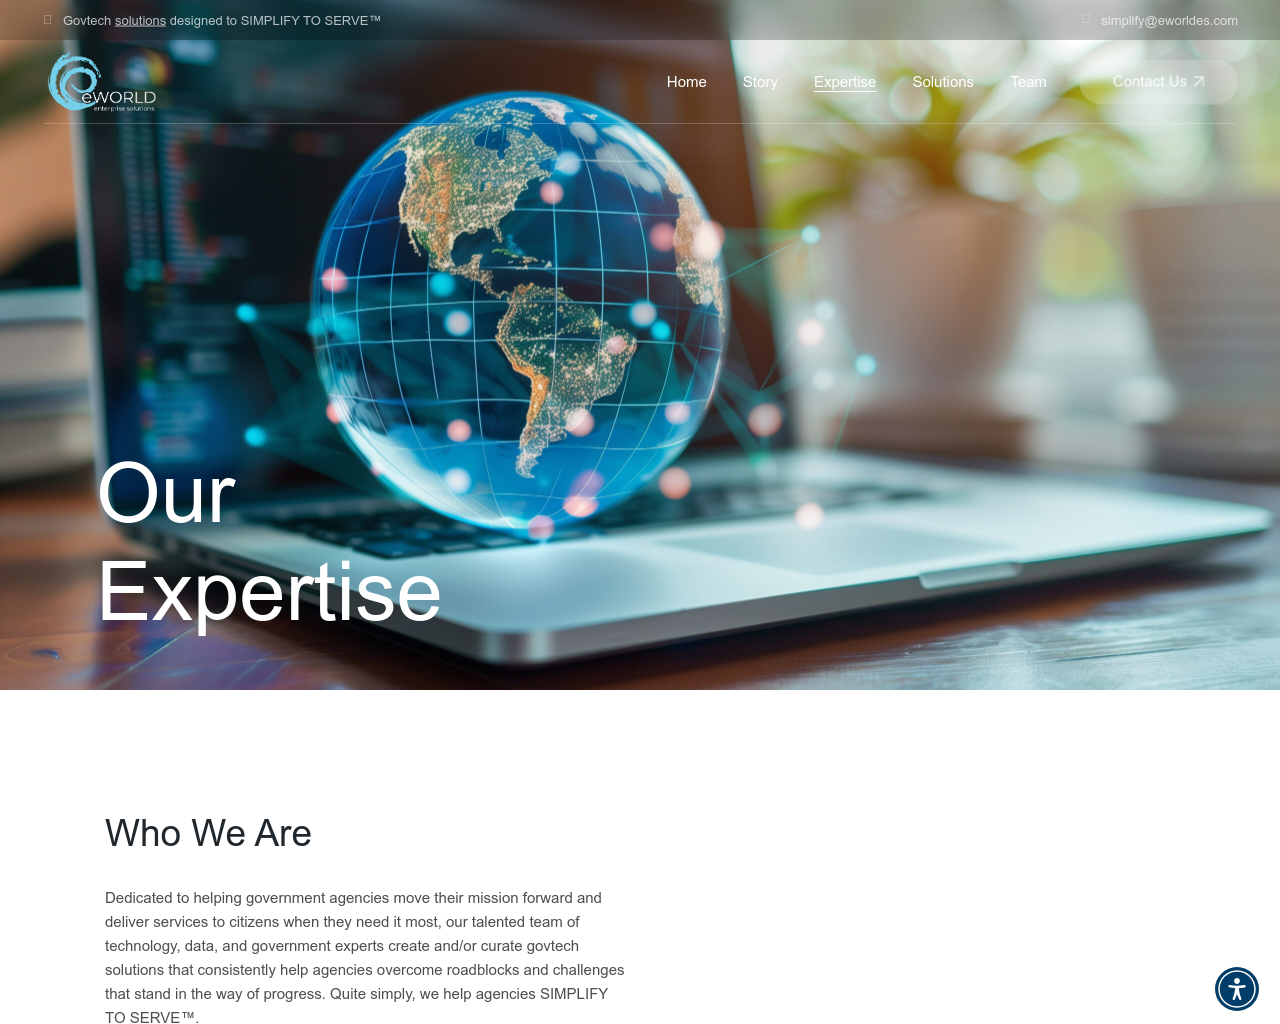 Govtech solutions designed to SIMPLIFY TO SERVE™
simplify@eworldes.com
eWORLD
enterprise solutions
Home
Story
Expertise
Solutions
Team
Contact Us
Our
Expertise
Who We Are
Dedicated to helping government agencies move their mission forward and
deliver services to citizens when they need it most, our talented team of
technology, data, and government experts create and/or curate govtech
solutions that consistently help agencies overcome roadblocks and challenges
that stand in the way of progress. Quite simply, we help agencies SIMPLIFY
TO SERVE™.